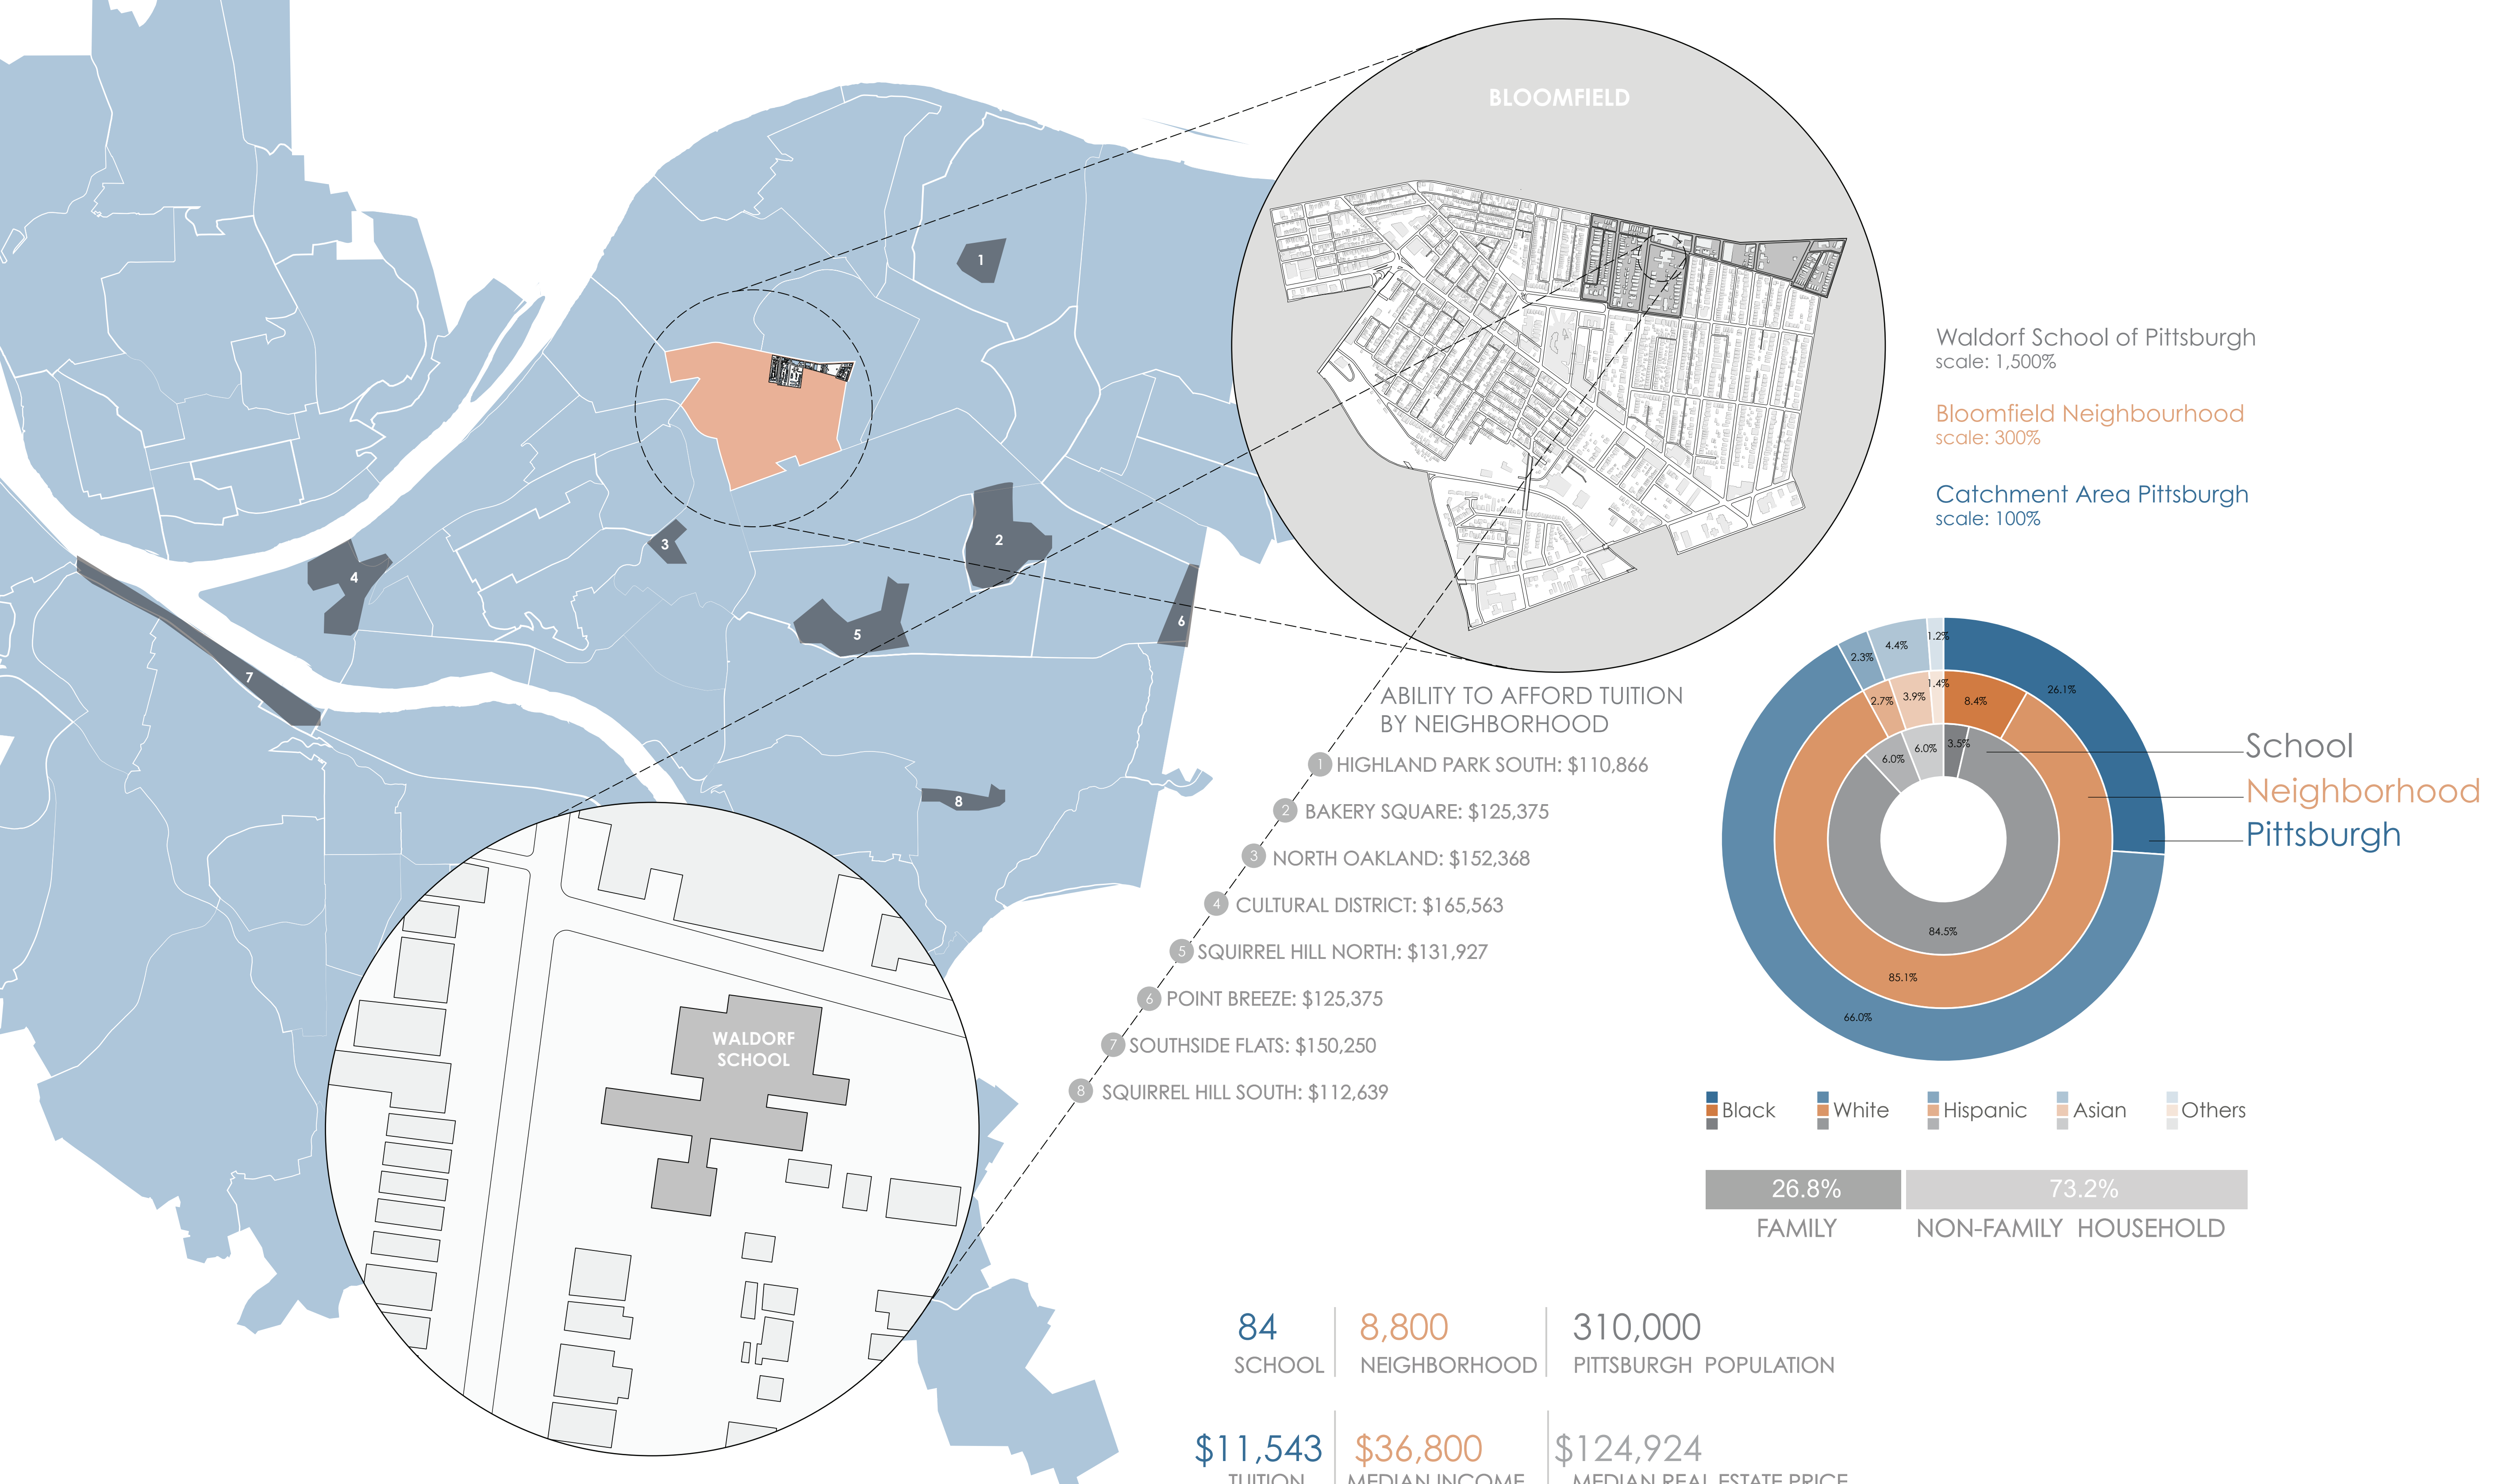 BLOOMFIELD
1
2
3
4
5
6
7
8
Waldorf School of Pittsburgh
scale: 1,500%
Bloomfield Neighbourhood
scale: 300%
Catchment Area Pittsburgh
scale: 100%
ABILITY TO AFFORD TUITION
BY NEIGHBORHOOD
1 HIGHLAND PARK SOUTH: $110,866
2 BAKERY SQUARE: $125,375
3 NORTH OAKLAND: $152,368
4 CULTURAL DISTRICT: $165,563
5 SQUIRREL HILL NORTH: $131,927
6 POINT BREEZE: $125,375
7 SOUTHSIDE FLATS: $150,250
8 SQUIRREL HILL SOUTH: $112,639
WALDORF
SCHOOL
2.3% 4.4% 1.2% 26.1%
2.7% 3.9% 1.4% 8.4%
6.0% 6.0% 3.5%
84.5%
85.1%
66.0%
School
Neighborhood
Pittsburgh
Black White Hispanic Asian Others
26.8% 73.2%
FAMILY NON-FAMILY HOUSEHOLD
84 8,800 310,000
SCHOOL NEIGHBORHOOD PITTSBURGH POPULATION
$11,543 $36,800 $124,924
TUITION MEDIAN INCOME MEDIAN REAL ESTATE PRICE